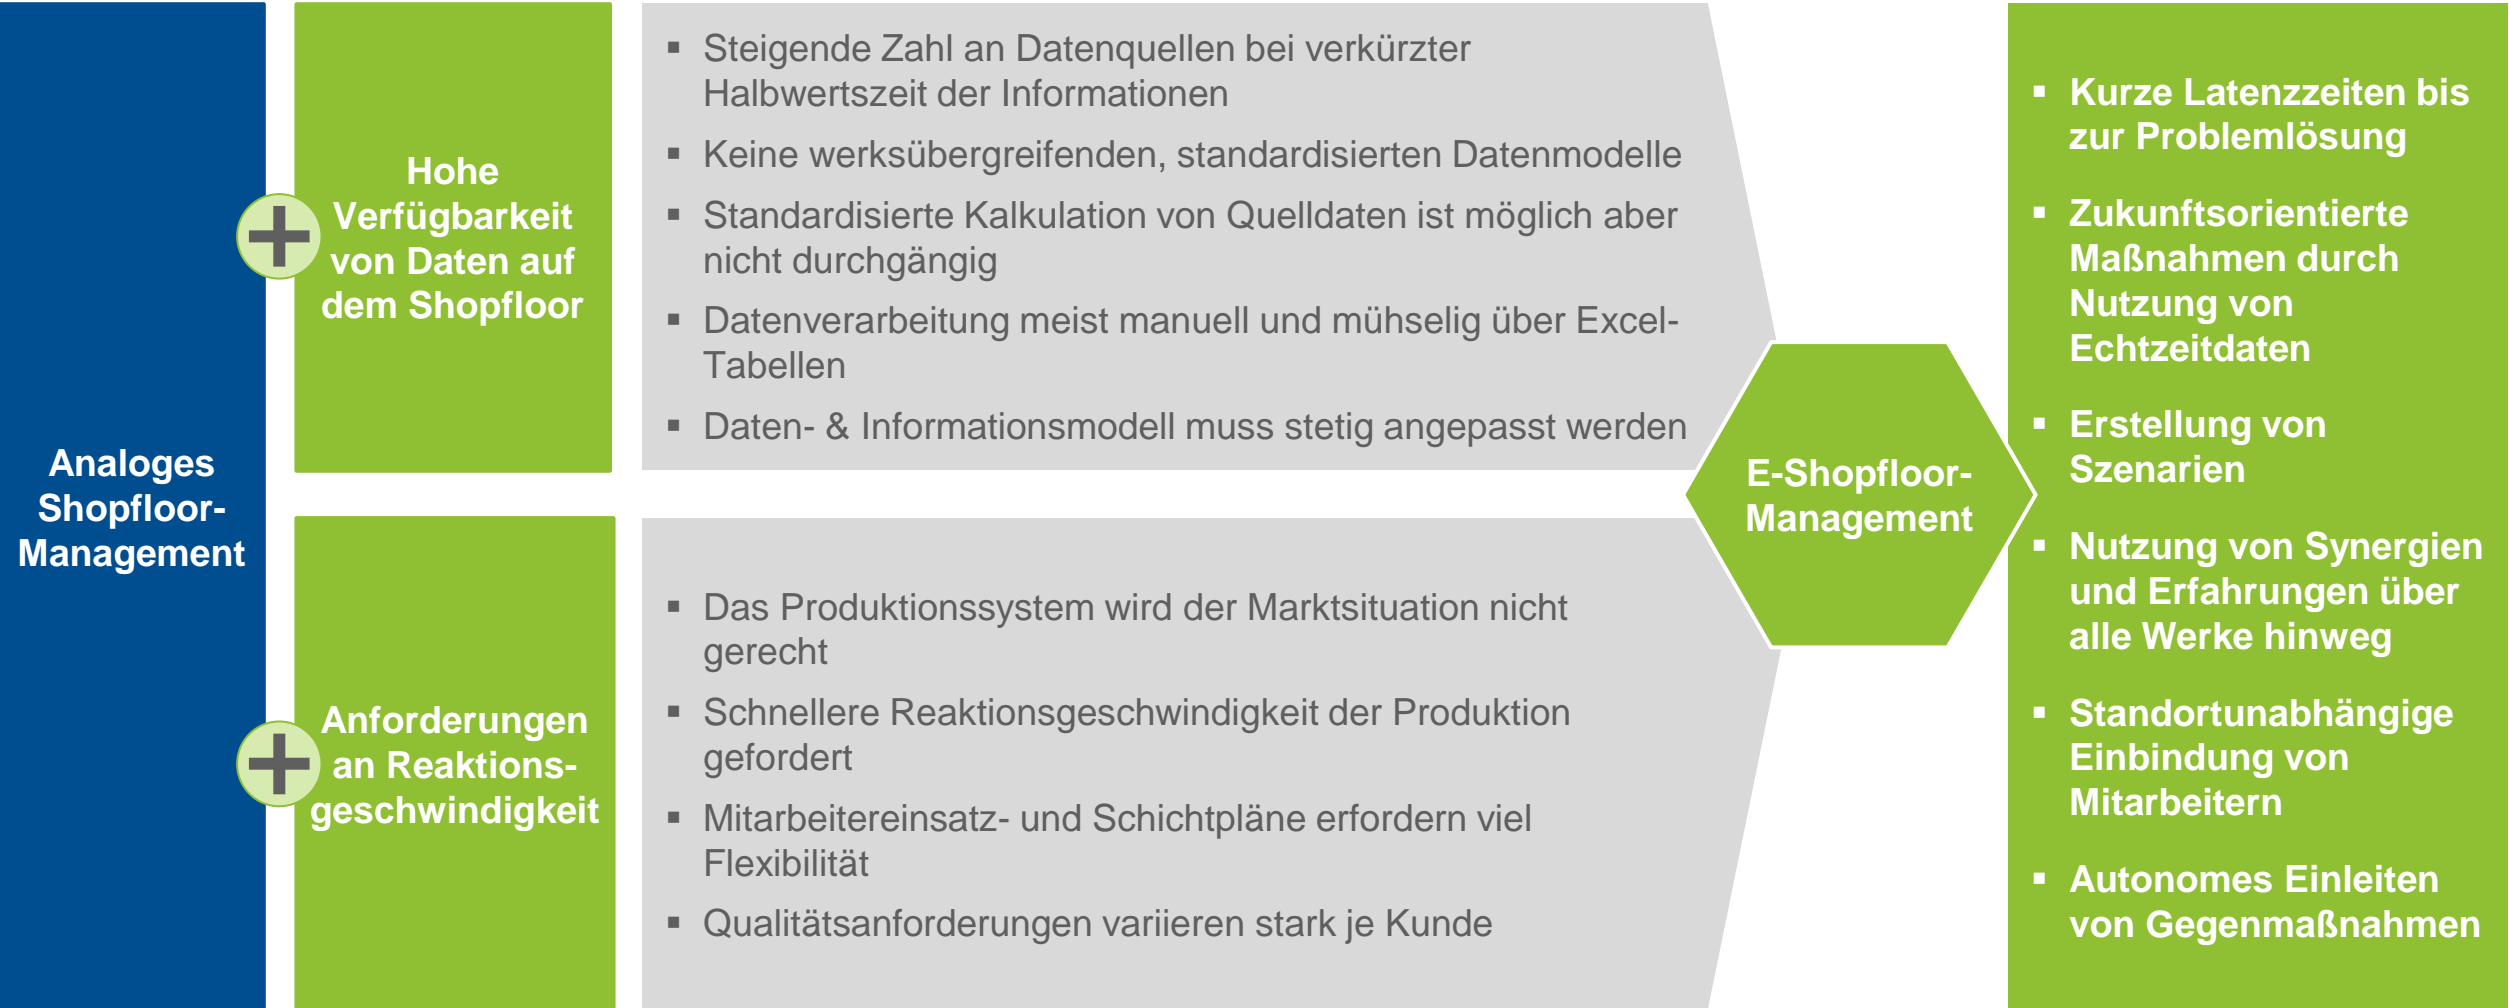 Analoges
Shopfloor-
Management
Hohe
Verfügbarkeit
von Daten auf
dem Shopfloor
▪ Steigende Zahl an Datenquellen bei verkürzter
Halbwertszeit der Informationen
▪ Keine werksübergreifenden, standardisierten Datenmodelle
▪ Standardisierte Kalkulation von Quelldaten ist möglich aber
nicht durchgängig
▪ Datenverarbeitung meist manuell und mühselig über Excel-
Tabellen
▪ Daten- & Informationsmodell muss stetig angepasst werden
Anforderungen
an Reaktions-
geschwindigkeit
▪ Das Produktionssystem wird der Marktsituation nicht
gerecht
▪ Schnellere Reaktionsgeschwindigkeit der Produktion
gefordert
▪ Mitarbeitereinsatz- und Schichtpläne erfordern viel
Flexibilität
▪ Qualitätsanforderungen variieren stark je Kunde
E-Shopfloor-
Management
▪ Kurze Latenzzeiten bis
zur Problemlösung
▪ Zukunftsorientierte
Maßnahmen durch
Nutzung von
Echtzeitdaten
▪ Erstellung von
Szenarien
▪ Nutzung von Synergien
und Erfahrungen über
alle Werke hinweg
▪ Standortunabhängige
Einbindung von
Mitarbeitern
▪ Autonomes Einleiten
von Gegenmaßnahmen